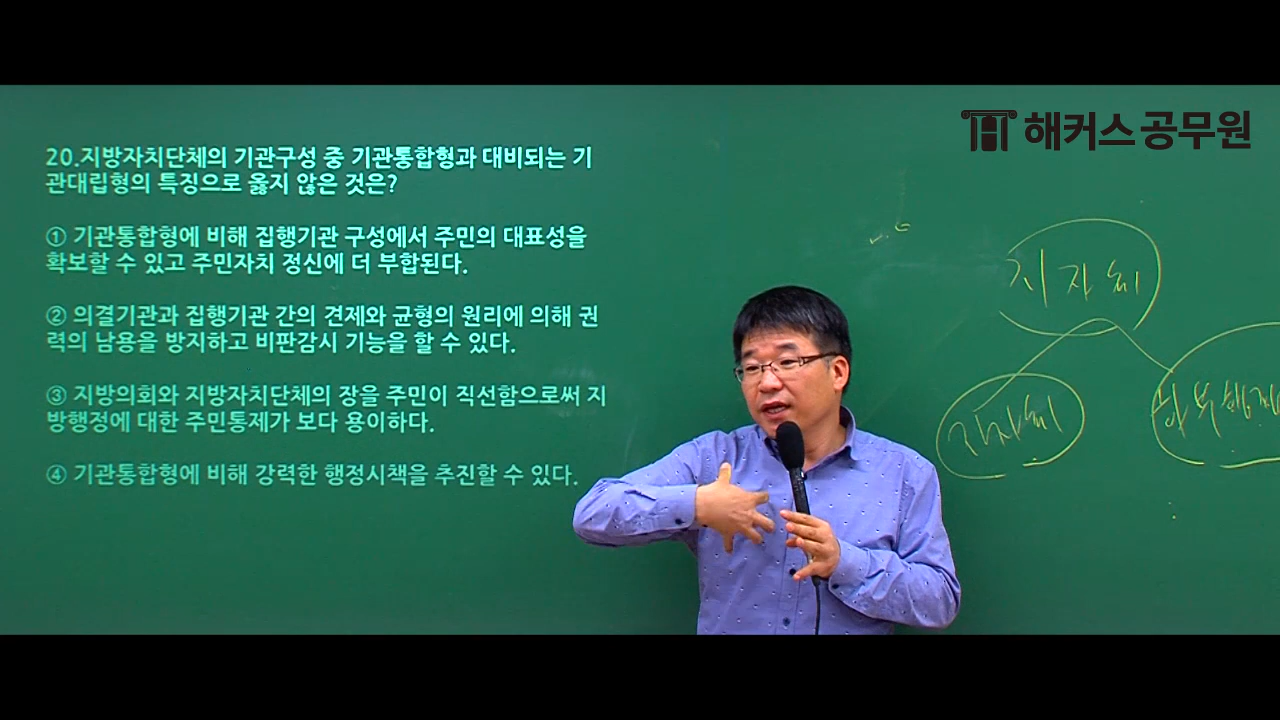 해커스 공무원
20.지방자치단체의 기관구성 중 기관통합형과 대비되는 기
관대립형의 특징으로 옳지 않은 것은?
① 기관통합형에 비해 집행기관 구성에서 주민의 대표성을
확보할 수 있고 주민자치 정신에 더 부합된다.
② 의결기관과 집행기관 간의 견제와 균형의 원리에 의해 권
력의 남용을 방지하고 비판감시 기능을 할 수 있다.
③ 지방의회와 지방자치단체의 장을 주민이 직선함으로써 지
방행정에 대한 주민통제가 보다 용이하다.
④ 기관통합형에 비해 강력한 행정시책을 추진할 수 있다.